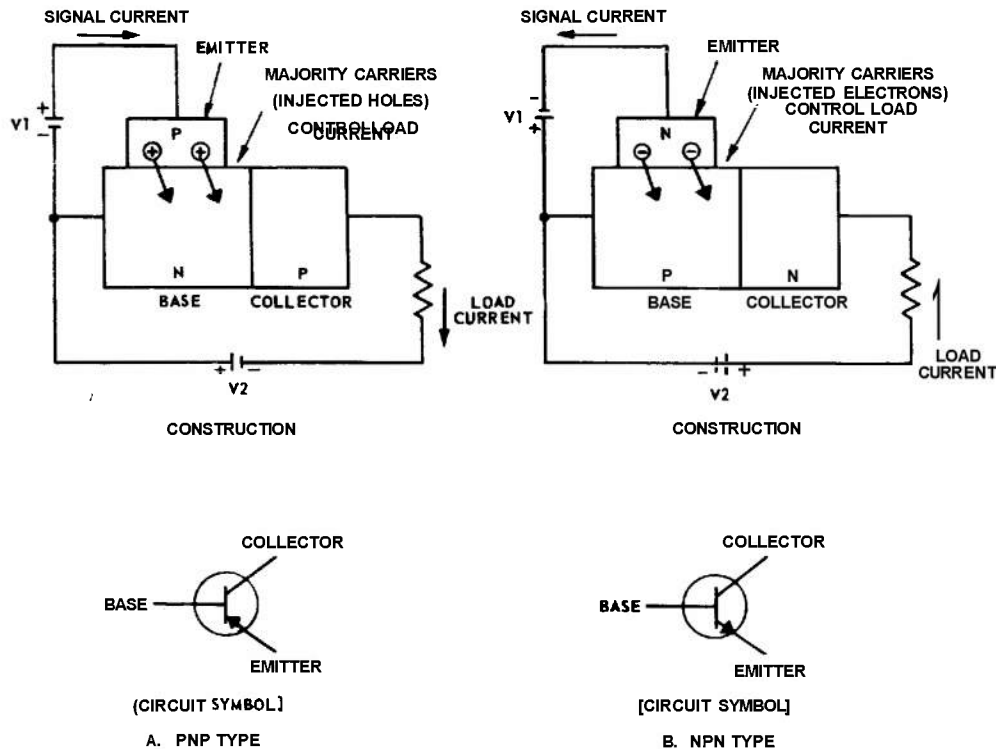 SIGNAL CURRENT
EMITTER
MAJORITY CARRIERS
(INJECTED HOLES)
CONTROL LOAD
CURRENT
+
V1
-
P
+ +
N
P
BASE
COLLECTOR
LOAD
CURRENT
+ -
V2
CONSTRUCTION
COLLECTOR
BASE
EMITTER
(CIRCUIT SYMBOL]
A. PNP TYPE
SIGNAL CURRENT
EMITTER
MAJORITY CARRIERS
(INJECTED ELECTRONS)
CONTROL LOAD
CURRENT
-
V1
+
N
- -
P
N
BASE
COLLECTOR
LOAD
CURRENT
- +
V2
CONSTRUCTION
COLLECTOR
BASE
EMITTER
[CIRCUIT SYMBOL]
B. NPN TYPE